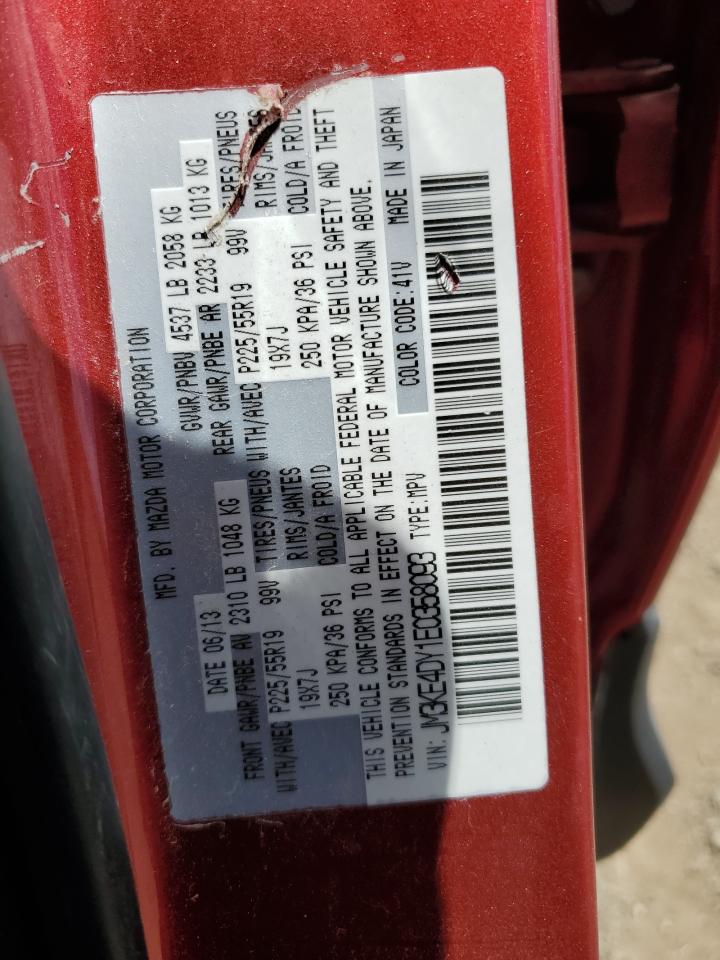 MFD. BY MAZDA MOTOR CORPORATION
DATE 06/13 GVWR/PNBV 4537 LB 2058 KG
FRONT GAWR/PNBE AV 2310 LB 1048 KG REAR GAWR/PNBE AR 2233 LB 1013 KG
WITH/AVEC P225/55R19 99V TIRES/PNEUS WITH/AVEC P225/55R19 99V TIRES/PNEUS
19X7J RIMS/JANTES 19X7J RIMS/JANTES
250 KPA/36 PSI COLD/A FROID 250 KPA/36 PSI COLD/A FROID
THIS VEHICLE CONFORMS TO ALL APPLICABLE FEDERAL MOTOR VEHICLE SAFETY AND THEFT
PREVENTION STANDARDS IN EFFECT ON THE DATE OF MANUFACTURE SHOWN ABOVE.
VIN: JM3KE4DY1E0358093 TYPE:MPV COLOR CODE:41V MADE IN JAPAN